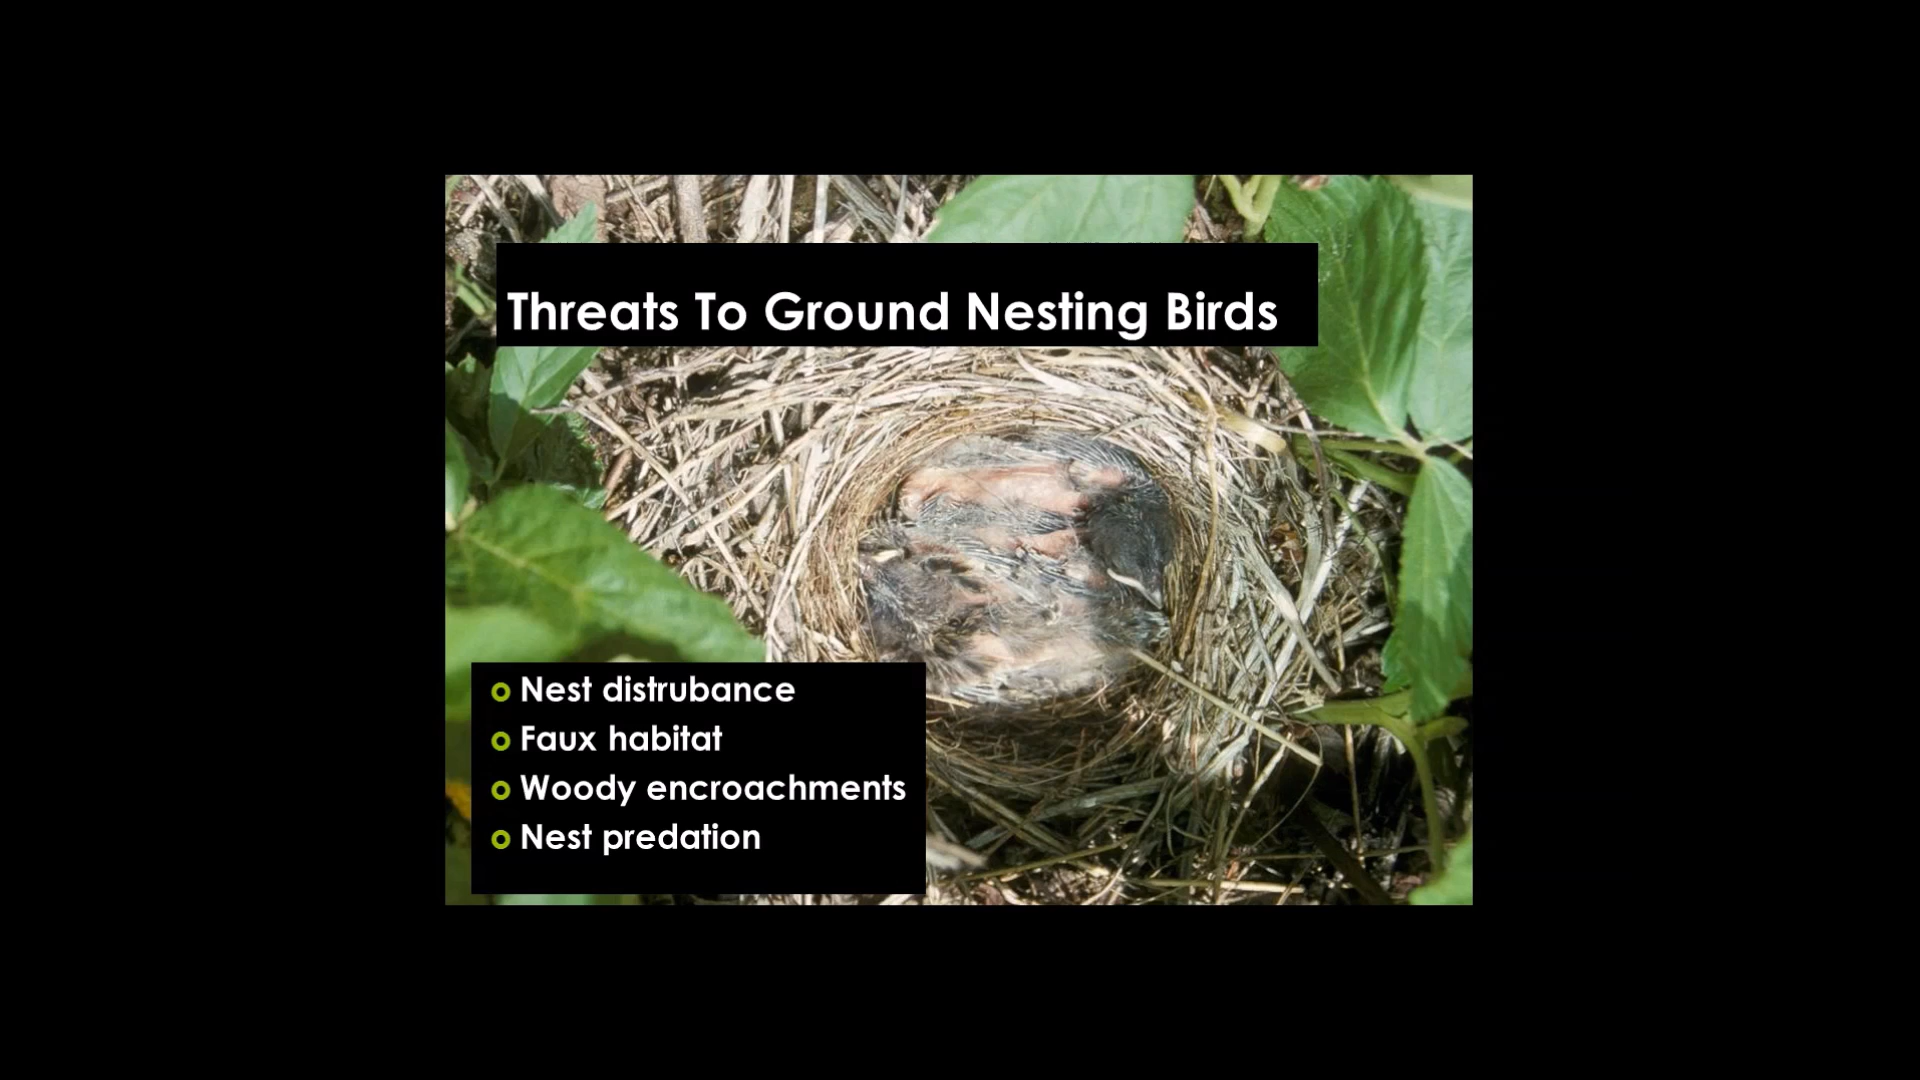 Threats To Ground Nesting Birds
Nest distrubance
Faux habitat
Woody encroachments
Nest predation